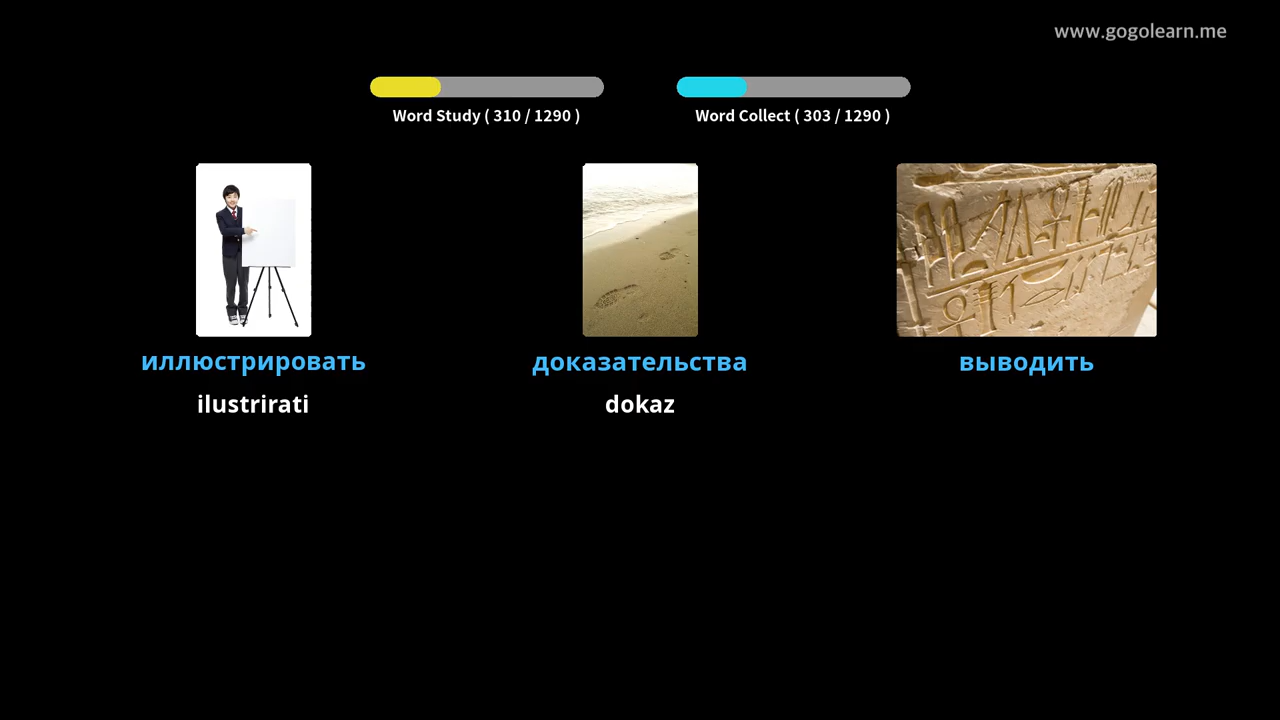 www.gogolearn.me
Word Study ( 310 / 1290 )
Word Collect ( 303 / 1290 )
иллюстрировать
доказательства
выводить
ilustrirati
dokaz